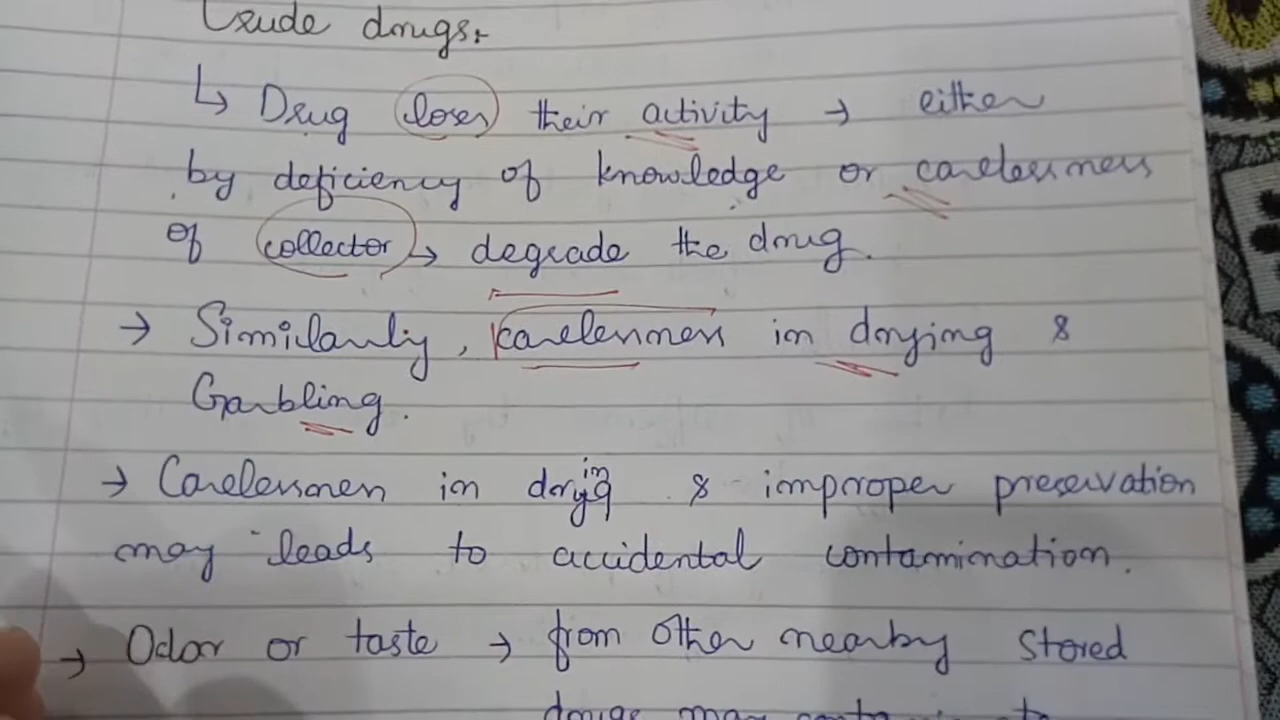 Crude drugs:-
↳ Drug loses their activity → either
by deficiency of knowledge or carelessness
of collector → degrade the drug.
→ Similarly, carelessness in drying &
Garbling.
→ Carelessness in drying & improper preservation
may leads to accidental contamination.
→ Odor or taste → from other nearby stored
drugs may